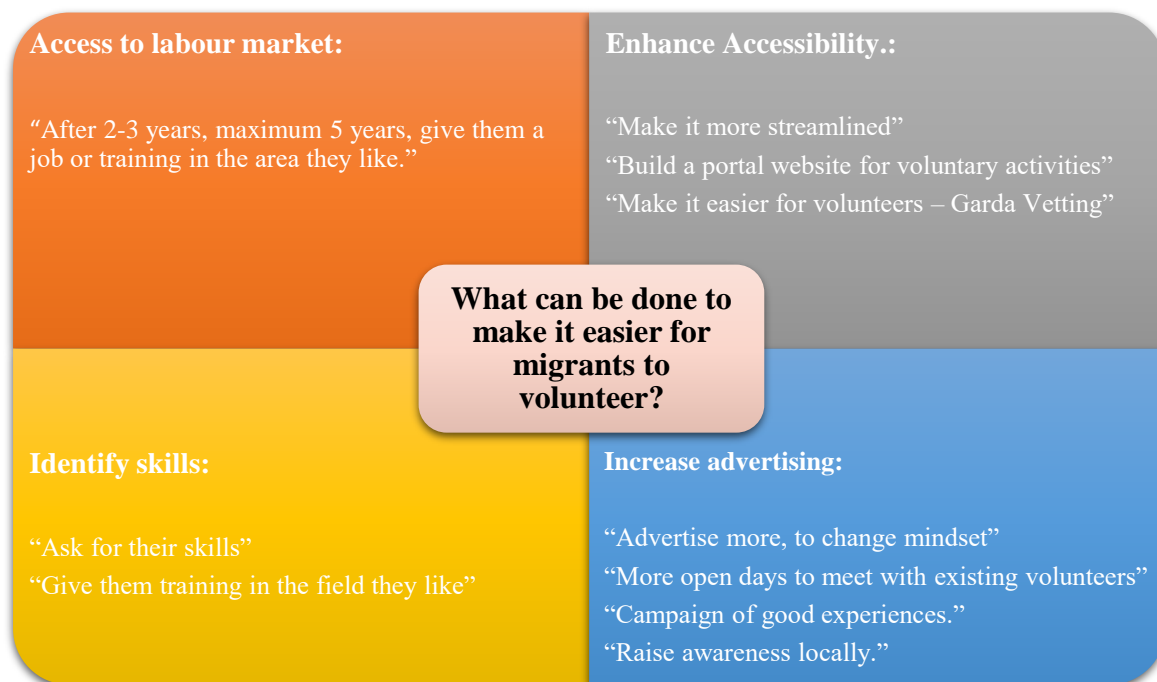 Access to labour market:
“After 2-3 years, maximum 5 years, give them a
job or training in the area they like.”
Enhance Accessibility.:
“Make it more streamlined”
“Build a portal website for voluntary activities”
“Make it easier for volunteers – Garda Vetting”
What can be done to
make it easier for
migrants to
volunteer?
Identify skills:
“Ask for their skills”
“Give them training in the field they like”
Increase advertising:
“Advertise more, to change mindset”
“More open days to meet with existing volunteers”
“Campaign of good experiences.”
“Raise awareness locally.”